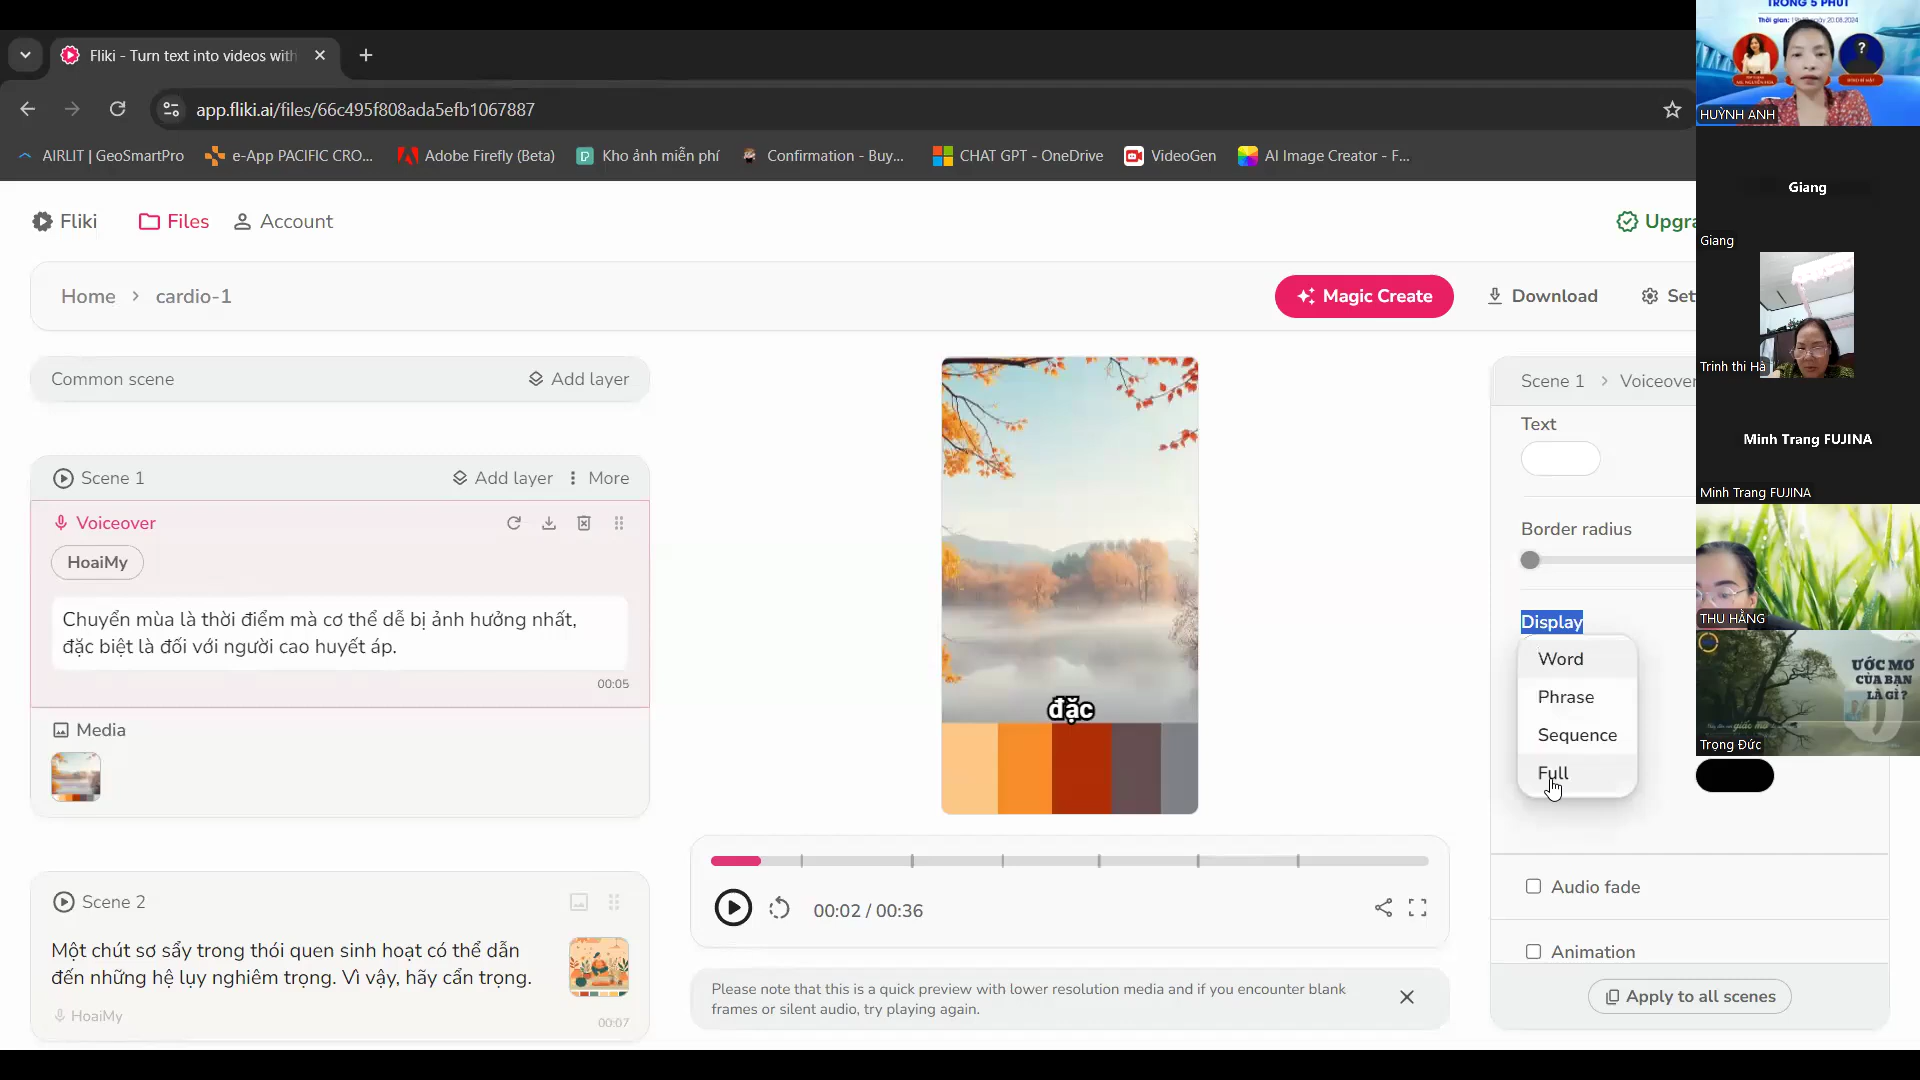 Fliki - Turn text into videos with
app.fliki.ai/files/66c495f808ada5efb1067887
AIRLIT | GeoSmartPro
e-App PACIFIC CRO...
Adobe Firefly (Beta)
Kho ảnh miễn phí
Confirmation - Buy...
CHAT GPT - OneDrive
VideoGen
AI Image Creator - F...
Fliki
Files
Account
Upgra
Home > cardio-1
Magic Create
Download
Set
Common scene
Add layer
Scene 1
Add layer
More
Voiceover
HoaiMy
Chuyển mùa là thời điểm mà cơ thể dễ bị ảnh hưởng nhất,
đặc biệt là đối với người cao huyết áp.
00:05
Media
Scene 2
Một chút sơ sẩy trong thói quen sinh hoạt có thể dẫn
đến những hệ lụy nghiêm trọng. Vì vậy, hãy cẩn trọng.
HoaiMy
00:07
đặc
00:02 / 00:36
Please note that this is a quick preview with lower resolution media and if you encounter blank
frames or silent audio, try playing again.
Scene 1 > Voiceover
Text
Border radius
Display
Word
Phrase
Sequence
Full
Audio fade
Animation
Apply to all scenes
TRONG 5 PHÚT
HUỲNH ANH
Giang
Giang
Trinh thi Hà
Minh Trang FUJINA
Minh Trang FUJINA
THU HẰNG
ƯỚC MƠ
CỦA BẠN
LÀ GÌ ?
Trọng Đức